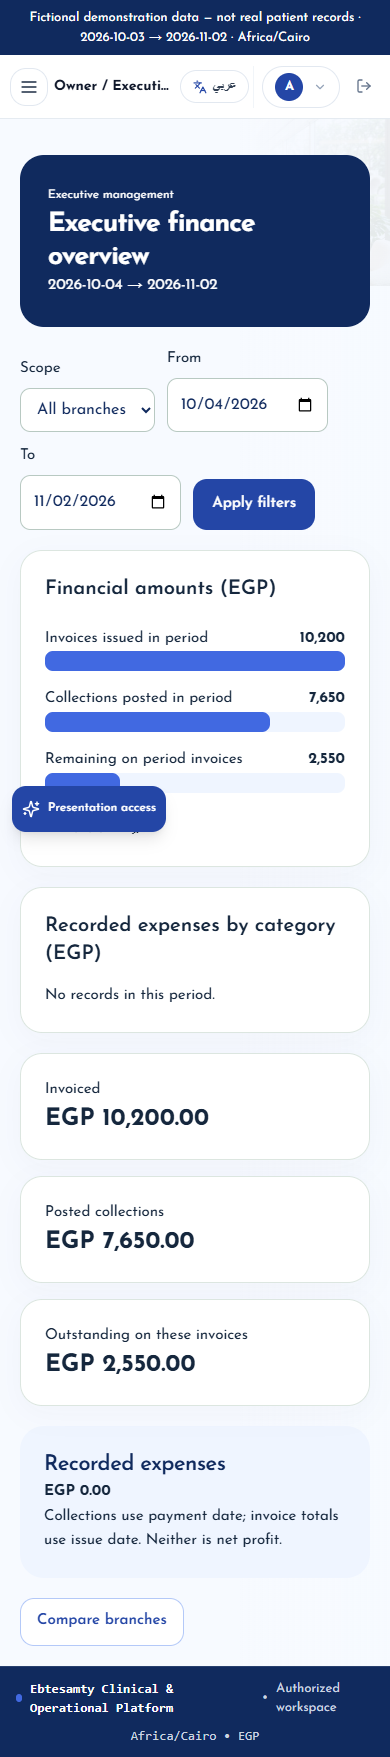 Fictional demonstration data — not real patient records ·
2026-10-03 → 2026-11-02 · Africa/Cairo
Owner / Executi...
عربي
A
Executive management
Executive finance
overview
2026-10-04 → 2026-11-02
Scope
From
All branches
10/04/2026
To
11/02/2026
Apply filters
Financial amounts (EGP)
Invoices issued in period 10,200
Collections posted in period 7,650
Remaining on period invoices 2,550
Presentation access
Recorded expenses by category
(EGP)
No records in this period.
Invoiced
EGP 10,200.00
Posted collections
EGP 7,650.00
Outstanding on these invoices
EGP 2,550.00
Recorded expenses
EGP 0.00
Collections use payment date; invoice totals
use issue date. Neither is net profit.
Compare branches
Ebtesamty Clinical &
Operational Platform
• Authorized
workspace
Africa/Cairo • EGP